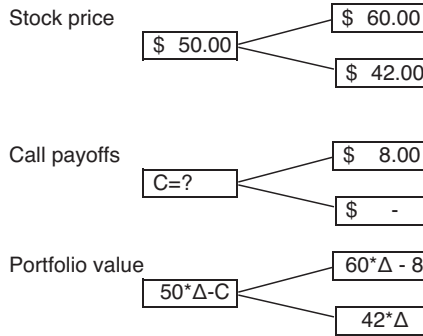 Stock price
$ 60.00
$ 50.00
$ 42.00
Call payoffs
$ 8.00
C=?
$ -
Portfolio value
60*Δ - 8
50*Δ-C
42*Δ